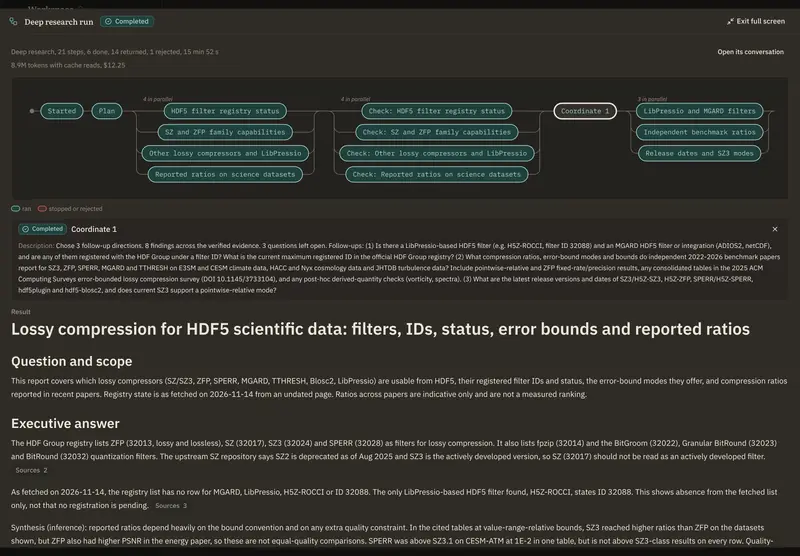 Deep research run
Completed
Exit full screen
Deep research, 21 steps, 6 done, 14 returned, 1 rejected, 15 min 52 s
Open its conversation
8.9M tokens with cache reads, $12.25
4 in parallel
4 in parallel
3 in parallel
Started
Plan
HDF5 filter registry status
Check: HDF5 filter registry status
Coordinate 1
LibPressio and MGARD filters
SZ and ZFP family capabilities
Check: SZ and ZFP family capabilities
Independent benchmark ratios
Other lossy compressors and LibPressio
Check: Other lossy compressors and LibPressio
Release dates and SZ3 modes
Reported ratios on science datasets
Check: Reported ratios on science datasets
ran
stopped or rejected
Completed
Coordinate 1
Description: Chose 3 follow-up directions. 8 findings across the verified evidence, 3 questions left open. Follow-ups: (1) Is there a LibPressio-based HDF5 filter (e.g. H5Z-ROCCI, filter ID 32088) and an MGARD HDF5 filter or integration (ADIOS2, netCDF),
and are any of them registered with the HDF Group under a filter ID? What is the current maximum registered ID in the official HDF Group registry? (2) What compression ratios, error-bound modes and bounds do independent 2022-2026 benchmark papers
report for SZ3, ZFP, SPERR, MGARD and TTHRESH on E3SM and CESM climate data, HACC and Nyx cosmology data and JHTDB turbulence data? Include pointwise-relative and ZFP fixed-rate/precision results, any consolidated tables in the 2025 ACM
Computing Surveys error-bounded lossy compression survey (DOI 10.1145/3733104), and any post-hoc derived-quantity checks (vorticity, spectra). (3) What are the latest release versions and dates of SZ3/H5Z-SZ3, H5Z-ZFP, SPERR/H5Z-SPERR,
hdf5plugin and hdf5-blosc2, and does current SZ3 support a pointwise-relative mode?
Result
Lossy compression for HDF5 scientific data: filters, IDs, status, error bounds and reported ratios
Question and scope
This report covers which lossy compressors (SZ/SZ3, ZFP, SPERR, MGARD, TTHRESH, Blosc2, LibPressio) are usable from HDF5, their registered filter IDs and status, the error-bound modes they offer, and compression ratios
reported in recent papers. Registry state is as fetched on 2026-11-14 from an undated page. Ratios across papers are indicative only and are not a measured ranking.
Executive answer
The HDF Group registry lists ZFP (32013, lossy and lossless), SZ (32017), SZ3 (32024) and SPERR (32028) as filters for lossy compression. It also lists fpzip (32014) and the BitGroom (32022), Granular BitRound (32023)
and BitRound (32032) quantization filters. The upstream SZ repository says SZ2 is deprecated as of Aug 2025 and SZ3 is the actively developed version, so SZ (32017) should not be read as an actively developed filter.
Sources 2
As fetched on 2026-11-14, the registry list has no row for MGARD, LibPressio, H5Z-ROCCI or ID 32088. The only LibPressio-based HDF5 filter found, H5Z-ROCCI, states ID 32088. This shows absence from the fetched list
only, not that no registration is pending.
Sources 3
Synthesis (inference): reported ratios depend heavily on the bound convention and on any extra quality constraint. In the cited tables at value-range-relative bounds, SZ3 reached higher ratios than ZFP on the datasets
shown, but ZFP also had higher PSNR in the energy paper, so these are not equal-quality comparisons. SPERR was above SZ3.1 on CESM-ATM at 1E-2 in one table, but is not above SZ3-class results on every row. Quality-